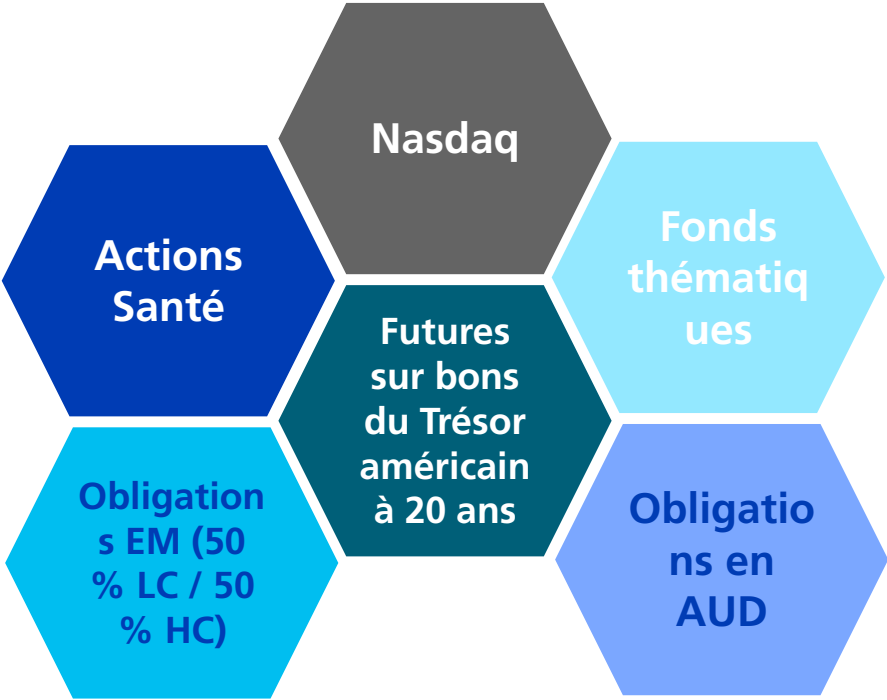 Nasdaq
Actions
Santé
Fonds
thématiq
ues
Futures
sur bons
du Trésor
américain
à 20 ans
Obligation
s EM (50
% LC / 50
% HC)
Obligatio
ns en
AUD